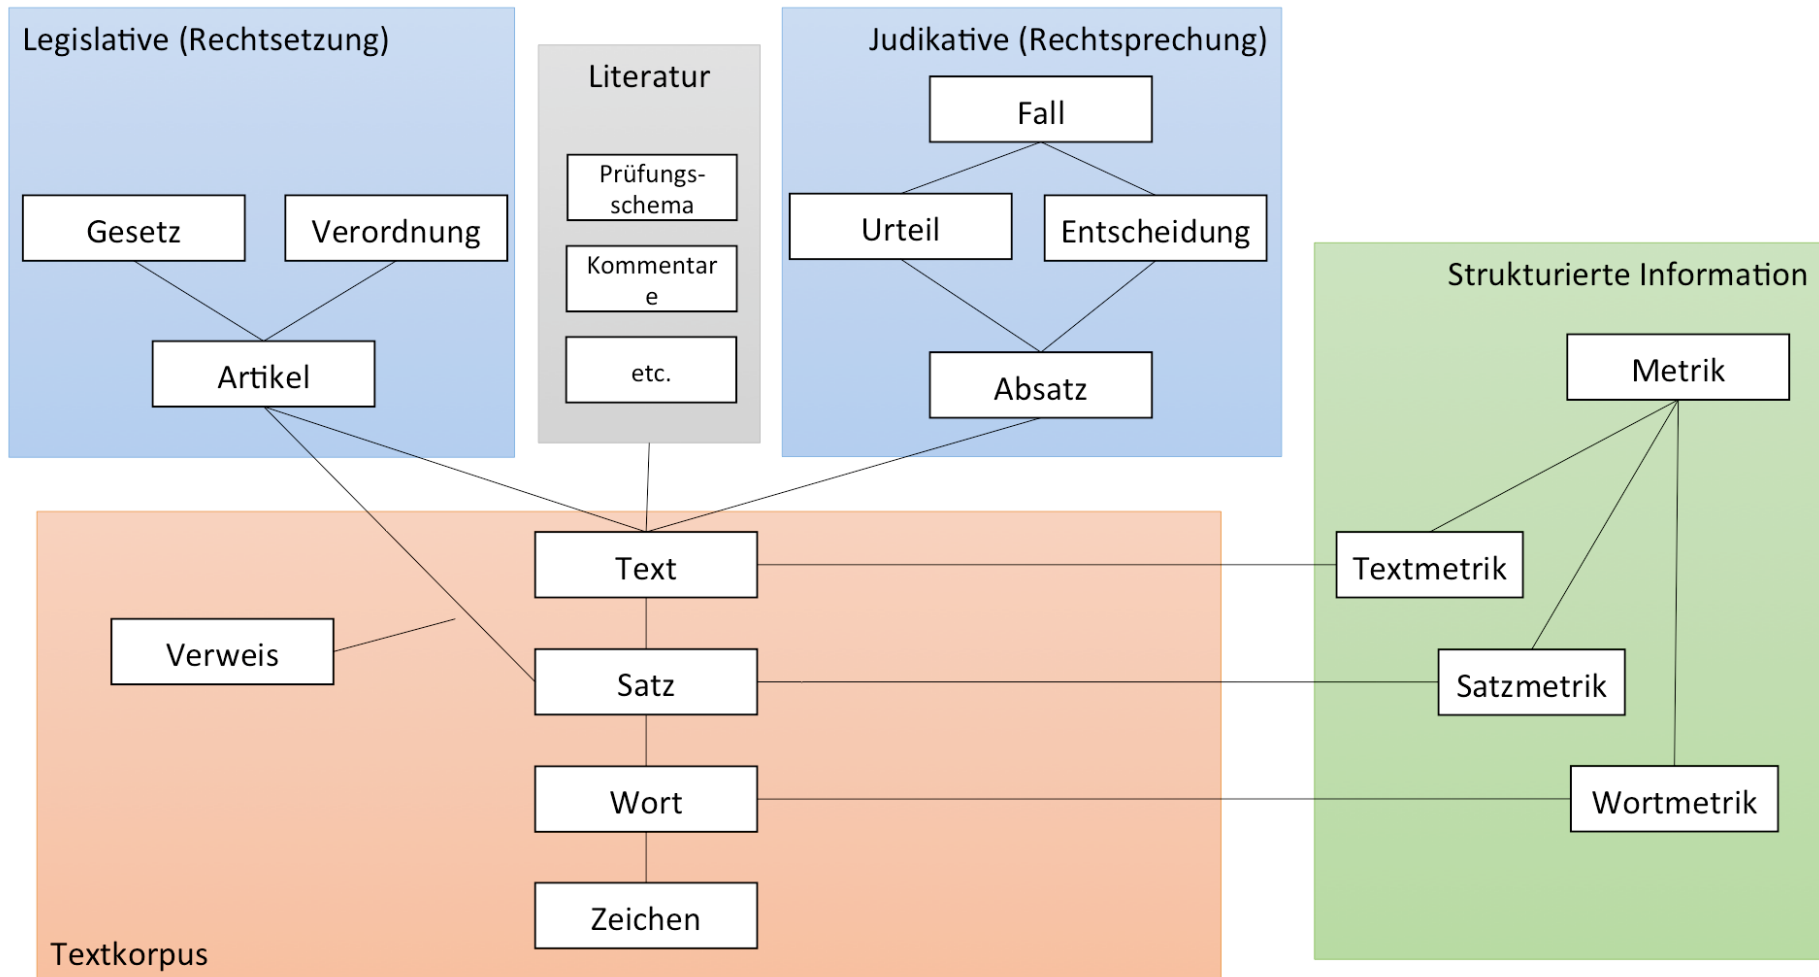 Legislative (Rechtsetzung)
Gesetz
Verordnung
Artikel
Literatur
Prüfungs-
schema
Kommentar
e
etc.
Judikative (Rechtsprechung)
Fall
Urteil
Entscheidung
Absatz
Strukturierte Information
Metrik
Textmetrik
Satzmetrik
Wortmetrik
Text
Verweis
Satz
Wort
Zeichen
Textkorpus